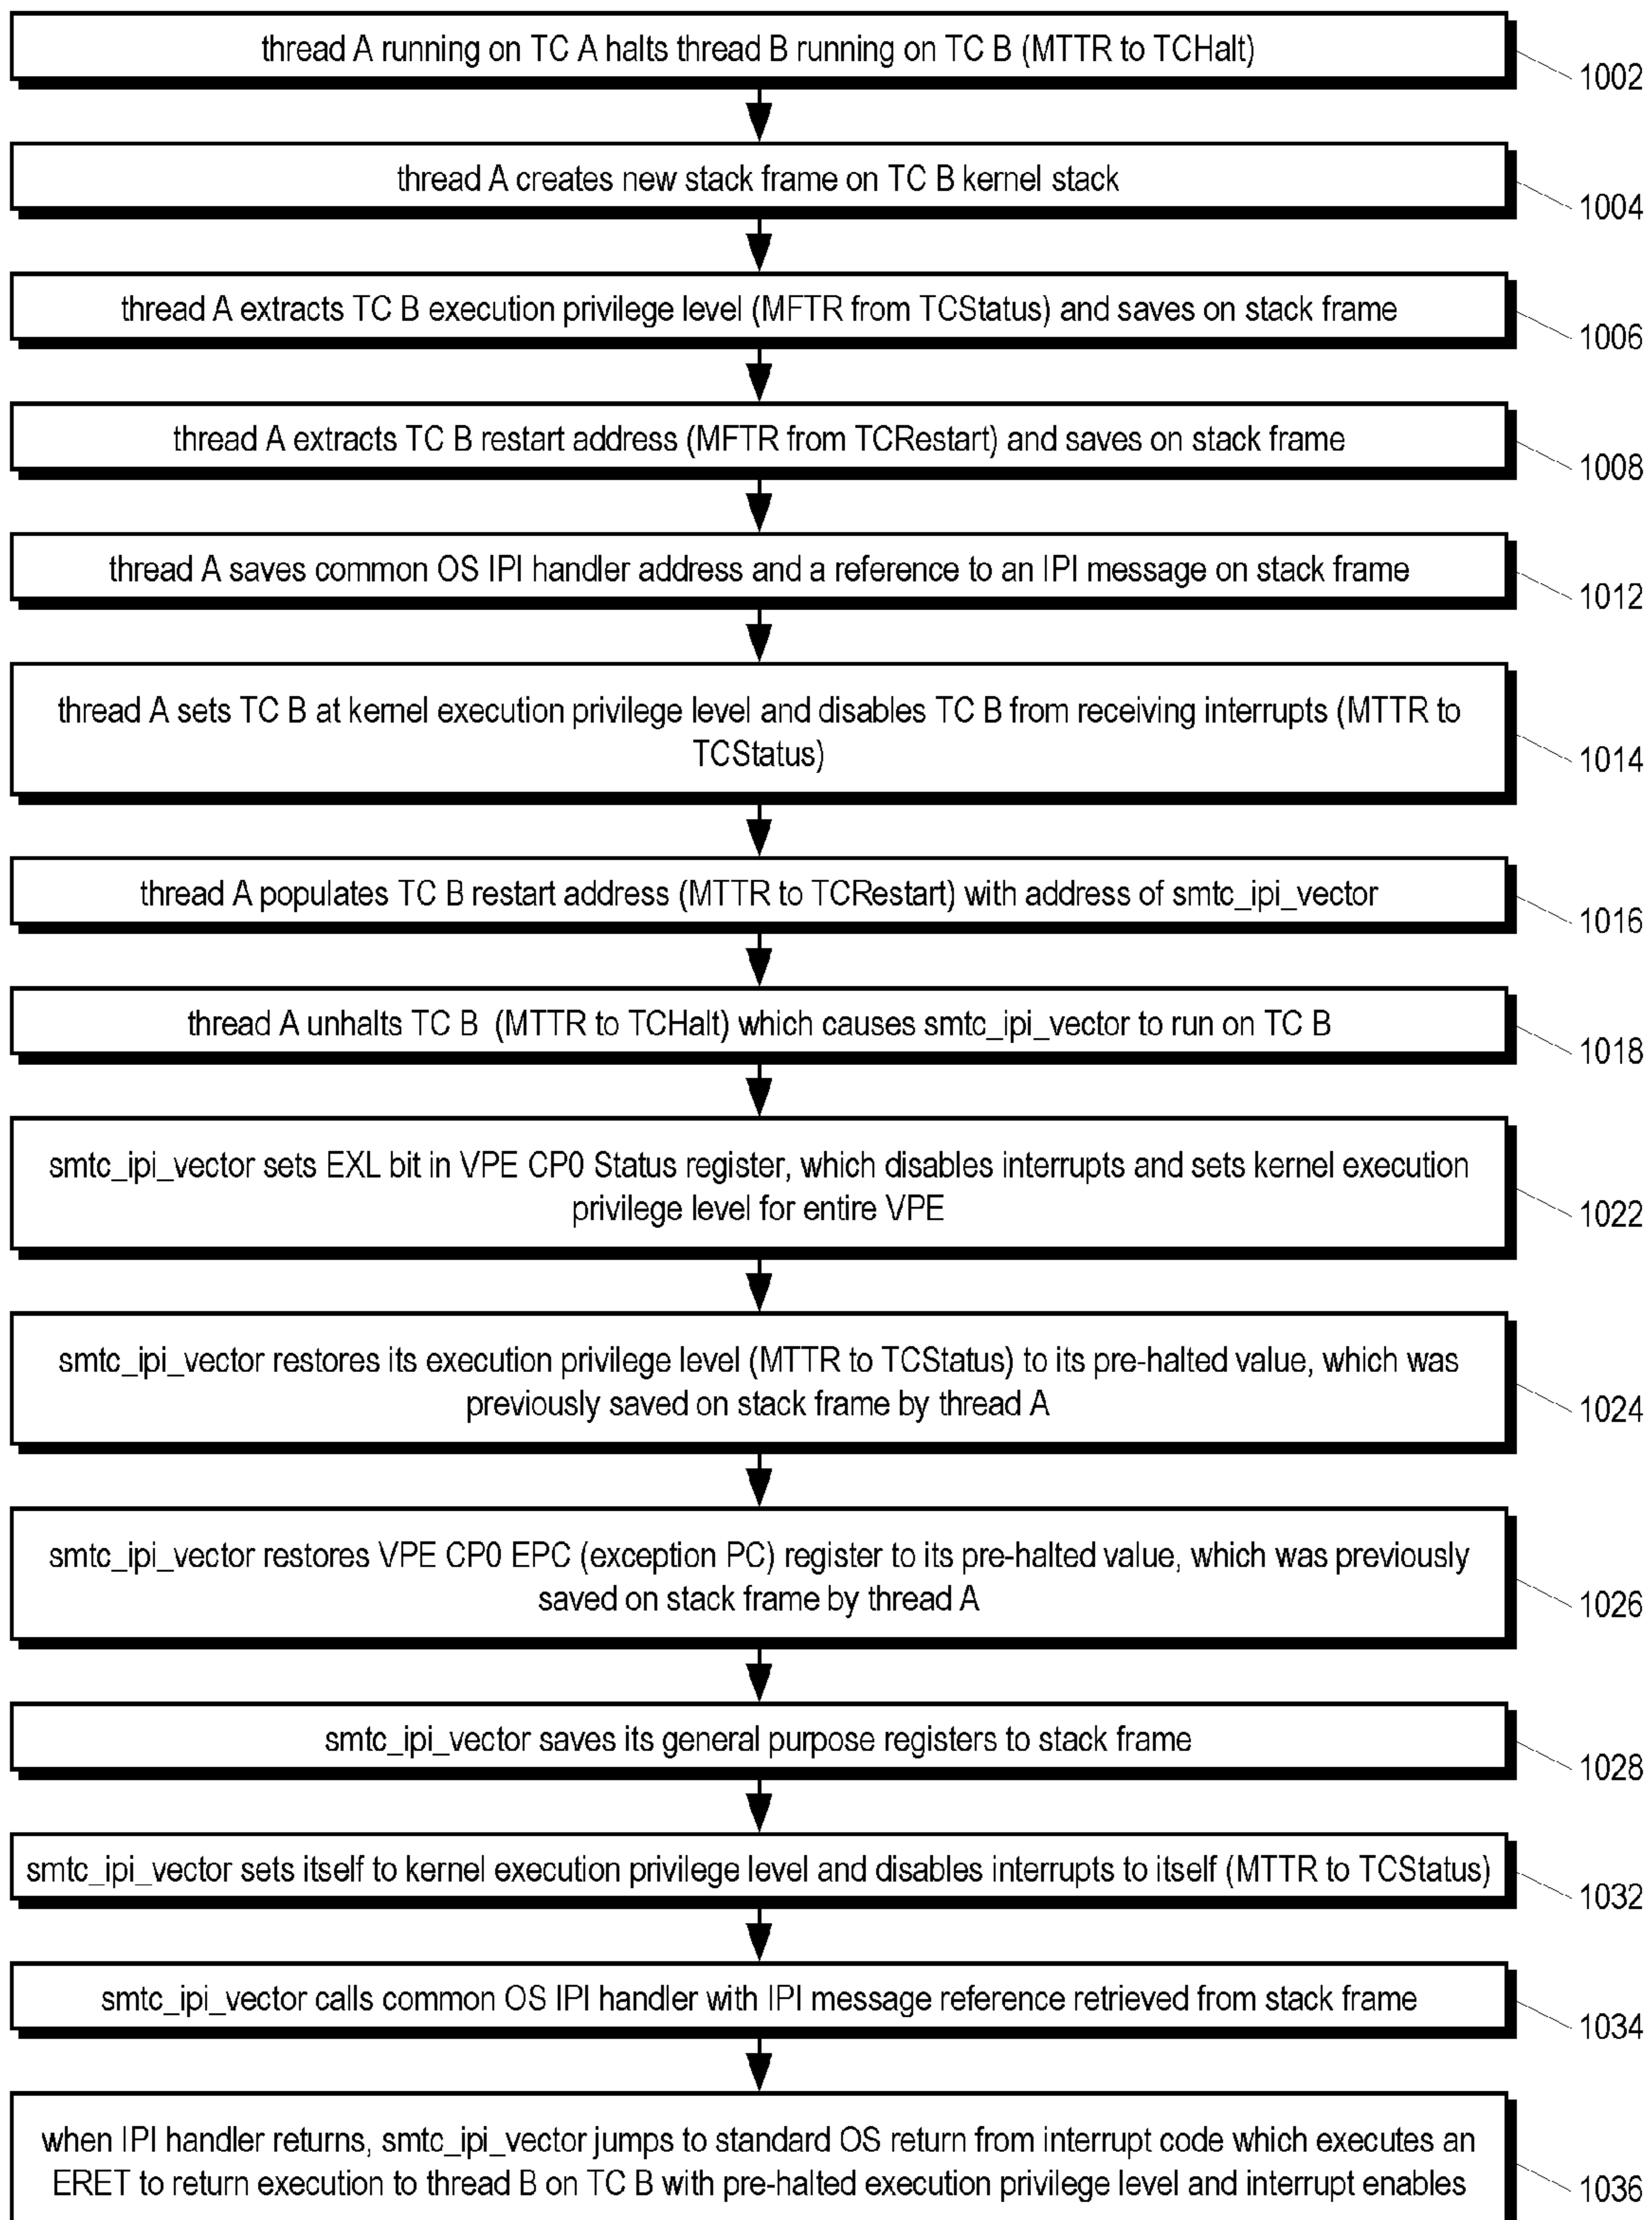 thread A running on TC A halts thread B running on TC B (MTTR to TCHalt)
1002
thread A creates new stack frame on TC B kernel stack
1004
thread A extracts TC B execution privilege level (MFTR from TCStatus) and saves on stack frame
1006
thread A extracts TC B restart address (MFTR from TCRestart) and saves on stack frame
1008
thread A saves common OS IPI handler address and a reference to an IPI message on stack frame
1012
thread A sets TC B at kernel execution privilege level and disables TC B from receiving interrupts (MTTR to
TCStatus)
1014
thread A populates TC B restart address (MTTR to TCRestart) with address of smtc_ipi_vector
1016
thread A unhalts TC B (MTTR to TCHalt) which causes smtc_ipi_vector to run on TC B
1018
smtc_ipi_vector sets EXL bit in VPE CP0 Status register, which disables interrupts and sets kernel execution
privilege level for entire VPE
1022
smtc_ipi_vector restores its execution privilege level (MTTR to TCStatus) to its pre-halted value, which was
previously saved on stack frame by thread A
1024
smtc_ipi_vector restores VPE CP0 EPC (exception PC) register to its pre-halted value, which was previously
saved on stack frame by thread A
1026
smtc_ipi_vector saves its general purpose registers to stack frame
1028
smtc_ipi_vector sets itself to kernel execution privilege level and disables interrupts to itself (MTTR to TCStatus)
1032
smtc_ipi_vector calls common OS IPI handler with IPI message reference retrieved from stack frame
1034
when IPI handler returns, smtc_ipi_vector jumps to standard OS return from interrupt code which executes an
ERET to return execution to thread B on TC B with pre-halted execution privilege level and interrupt enables
1036